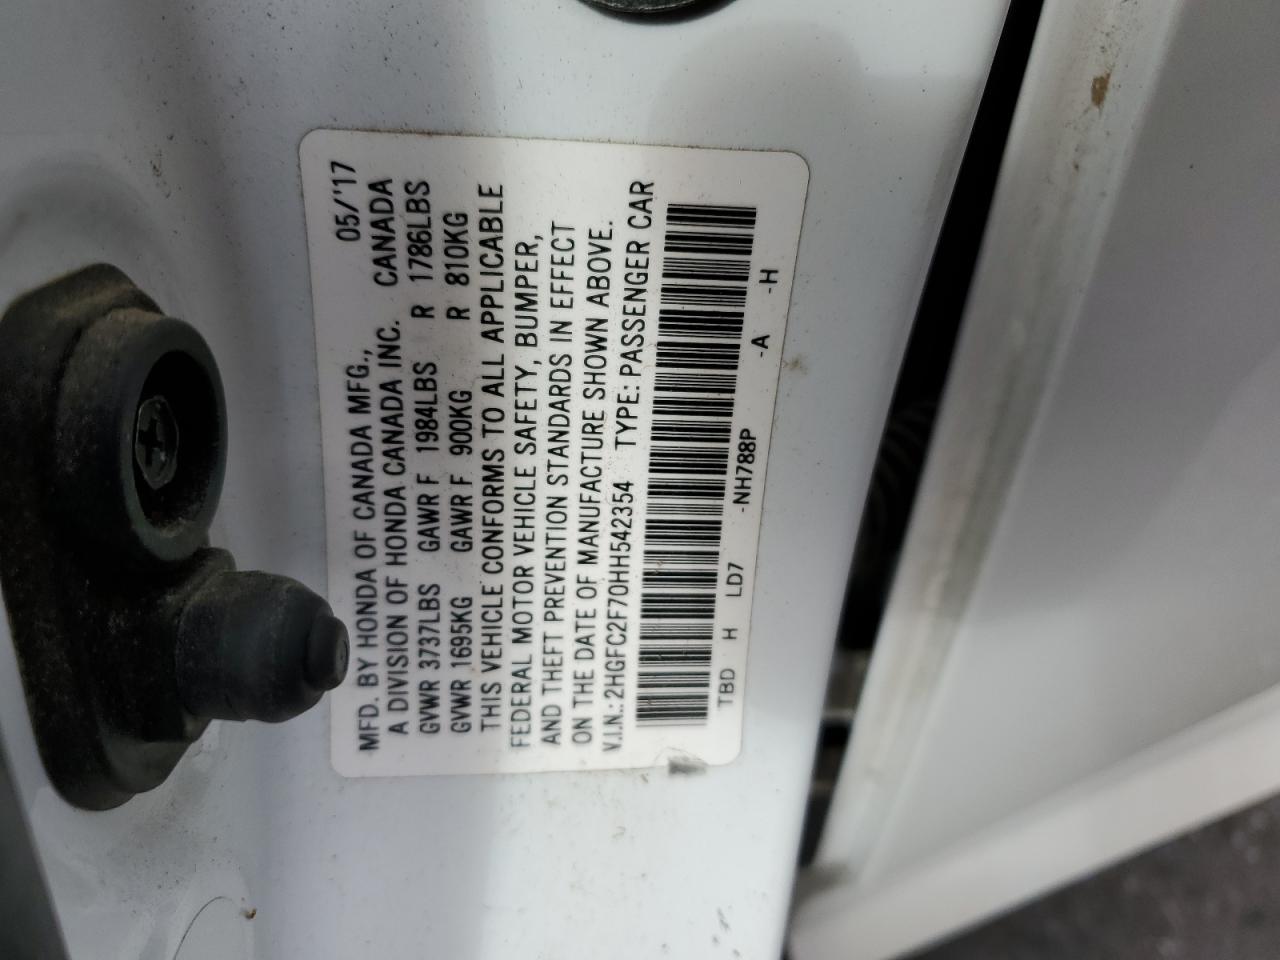 MFD. BY HONDA OF CANADA MFG., 05/'17
A DIVISION OF HONDA CANADA INC. CANADA
GVWR 3737LBS GAWR F 1984LBS R 1786LBS
GVWR 1695KG GAWR F 900KG R 810KG
THIS VEHICLE CONFORMS TO ALL APPLICABLE
FEDERAL MOTOR VEHICLE SAFETY, BUMPER,
AND THEFT PREVENTION STANDARDS IN EFFECT
ON THE DATE OF MANUFACTURE SHOWN ABOVE.
V.I.N.: 2HGFC2F70HH542354 TYPE: PASSENGER CAR
TBD H LD7 -NH788P -A -H